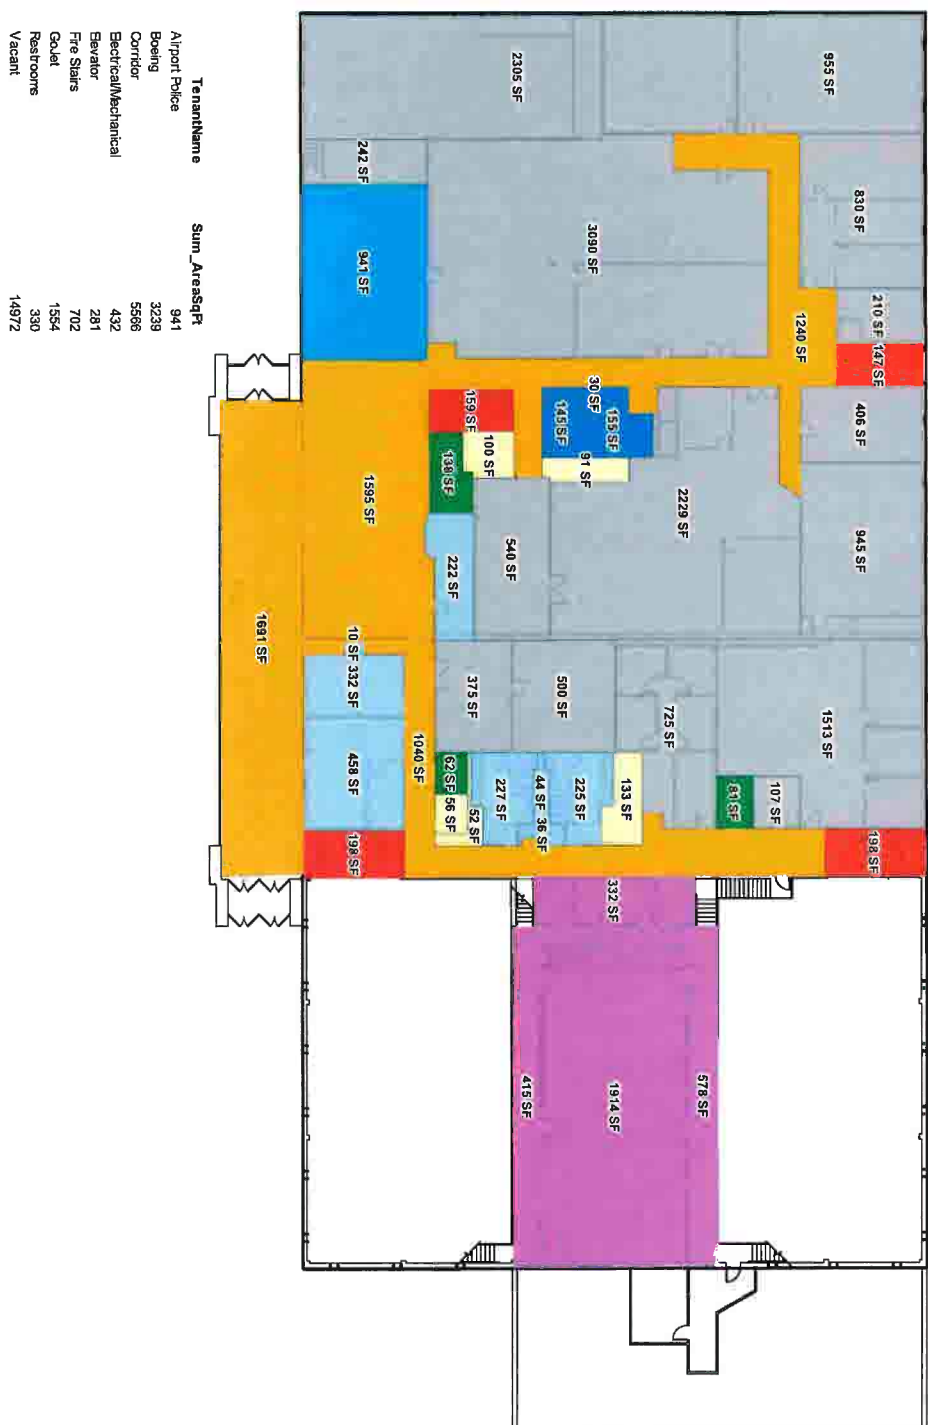 210 SF
147 SF
830 SF
406 SF
945 SF
198 SF
955 SF
1513 SF
1240 SF
107 SF
81 SF
578 SF
2229 SF
725 SF
133 SF
155 SF
332 SF
1914 SF
3090 SF
30 SF
91 SF
225 SF
145 SF
500 SF
44 SF
36 SF
415 SF
2305 SF
540 SF
227 SF
100 SF
375 SF
52 SF
159 SF
138 SF
222 SF
62 SF
56 SF
1040 SF
242 SF
941 SF
1595 SF
10 SF
332 SF
458 SF
198 SF
1691 SF
TenantName Sum_AreaSqFt
Airport Police 941
Boeing 3239
Corridor 5566
Electrical/Mechanical 432
Elevator 281
Fire Stairs 702
GoJet 1554
Restrooms 330
Vacant 14972